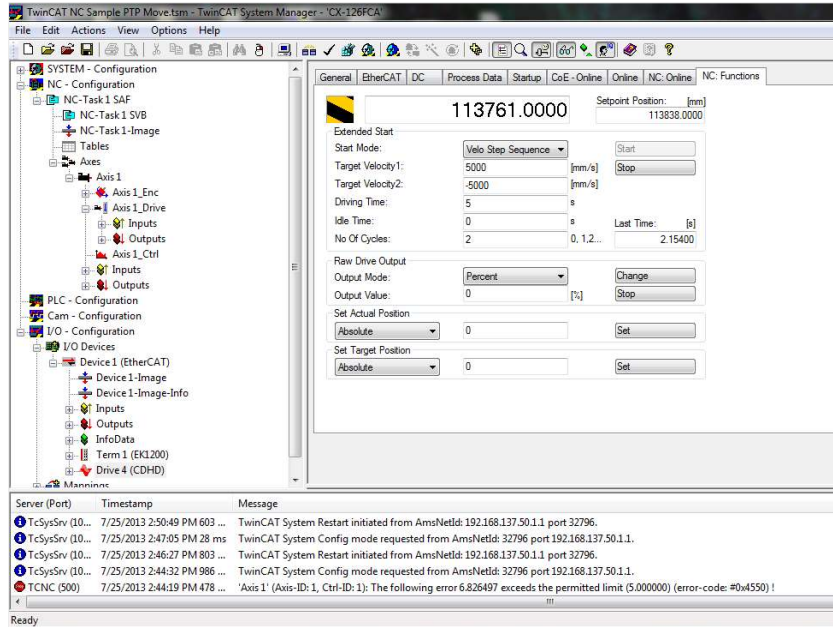 TwinCAT NC Sample PTP Move.tsm - TwinCAT System Manager - 'CX-126FCA'
File Edit Actions View Options Help
SYSTEM - Configuration
NC - Configuration
NC-Task 1 SAF
NC-Task 1 SVB
NC-Task 1-Image
Tables
Axes
Axis 1
Axis 1_Enc
Axis 1_Drive
Inputs
Outputs
Axis 1_Ctrl
Inputs
Outputs
PLC - Configuration
Cam - Configuration
I/O - Configuration
I/O Devices
Device 1 (EtherCAT)
Device 1-Image
Device 1-Image-Info
Inputs
Outputs
InfoData
Term 1 (EK1200)
Drive 4 (CDHD)
Mappings
General EtherCAT DC Process Data Startup CoE - Online Online NC: Online NC: Functions
113761.0000
Setpoint Position: [mm]
113838.0000
Extended Start
Start Mode: Velo Step Sequence Start
Target Velocity1: 5000 [mm/s] Stop
Target Velocity2: -5000 [mm/s]
Driving Time: 5 s
Idle Time: 0 s Last Time: [s]
No Of Cycles: 2 0, 1,2... 2.15400
Raw Drive Output
Output Mode: Percent Change
Output Value: 0 [%] Stop
Set Actual Position
Absolute 0 Set
Set Target Position
Absolute 0 Set
Server (Port) Timestamp Message
TcSysSrv (10... 7/25/2013 2:50:49 PM 603 ... TwinCAT System Restart initiated from AmsNetId: 192.168.137.50.1.1 port 32796.
TcSysSrv (10... 7/25/2013 2:47:05 PM 28 ms TwinCAT System Config mode requested from AmsNetId: 32796 port 192.168.137.50.1.1.
TcSysSrv (10... 7/25/2013 2:46:27 PM 803 ... TwinCAT System Restart initiated from AmsNetId: 192.168.137.50.1.1 port 32796.
TcSysSrv (10... 7/25/2013 2:44:32 PM 986 ... TwinCAT System Config mode requested from AmsNetId: 32796 port 192.168.137.50.1.1.
TCNC (500) 7/25/2013 2:44:19 PM 478 ... 'Axis 1' (Axis-ID: 1, Ctrl-ID: 1): The following error 6.826497 exceeds the permitted limit (5.000000) (error-code: #0x4550) !
Ready